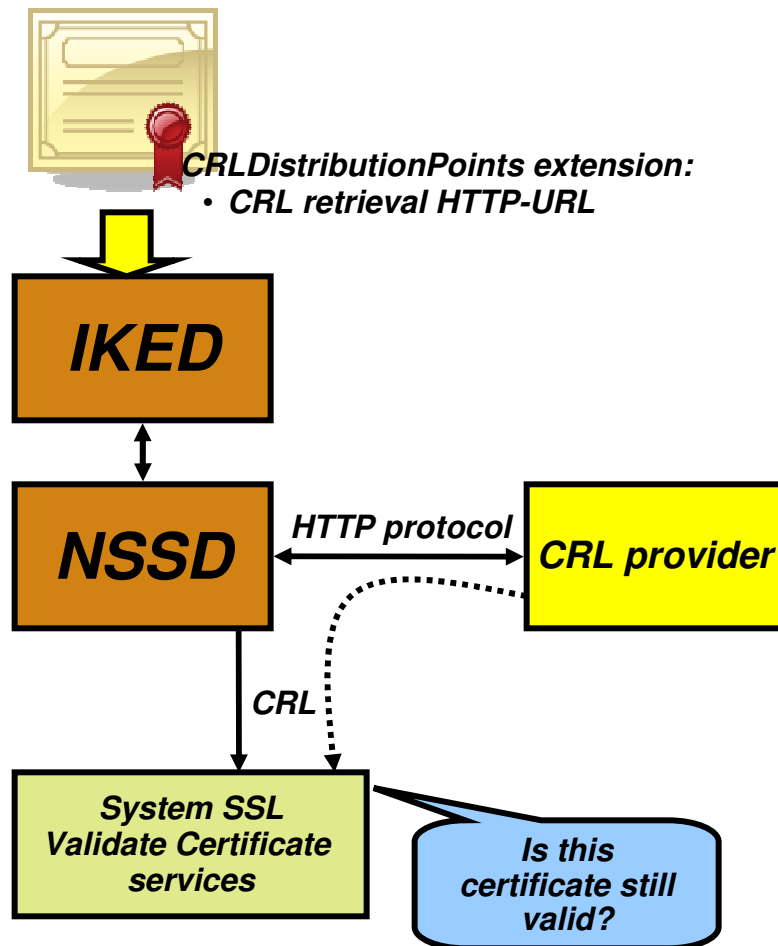 CRLDistributionPoints extension:
• CRL retrieval HTTP-URL
IKED
NSSD
HTTP protocol
CRL provider
CRL
System SSL
Validate Certificate
services
Is this
certificate still
valid?